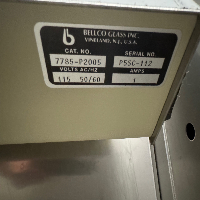 b
BELLCO GLASS INC.
VINELAND, N.J., U.S.A.
CAT. NO. SERIAL NO.
7785-P2005 PSSC-112
VOLTS AC/HZ AMPS
115 50/60 1